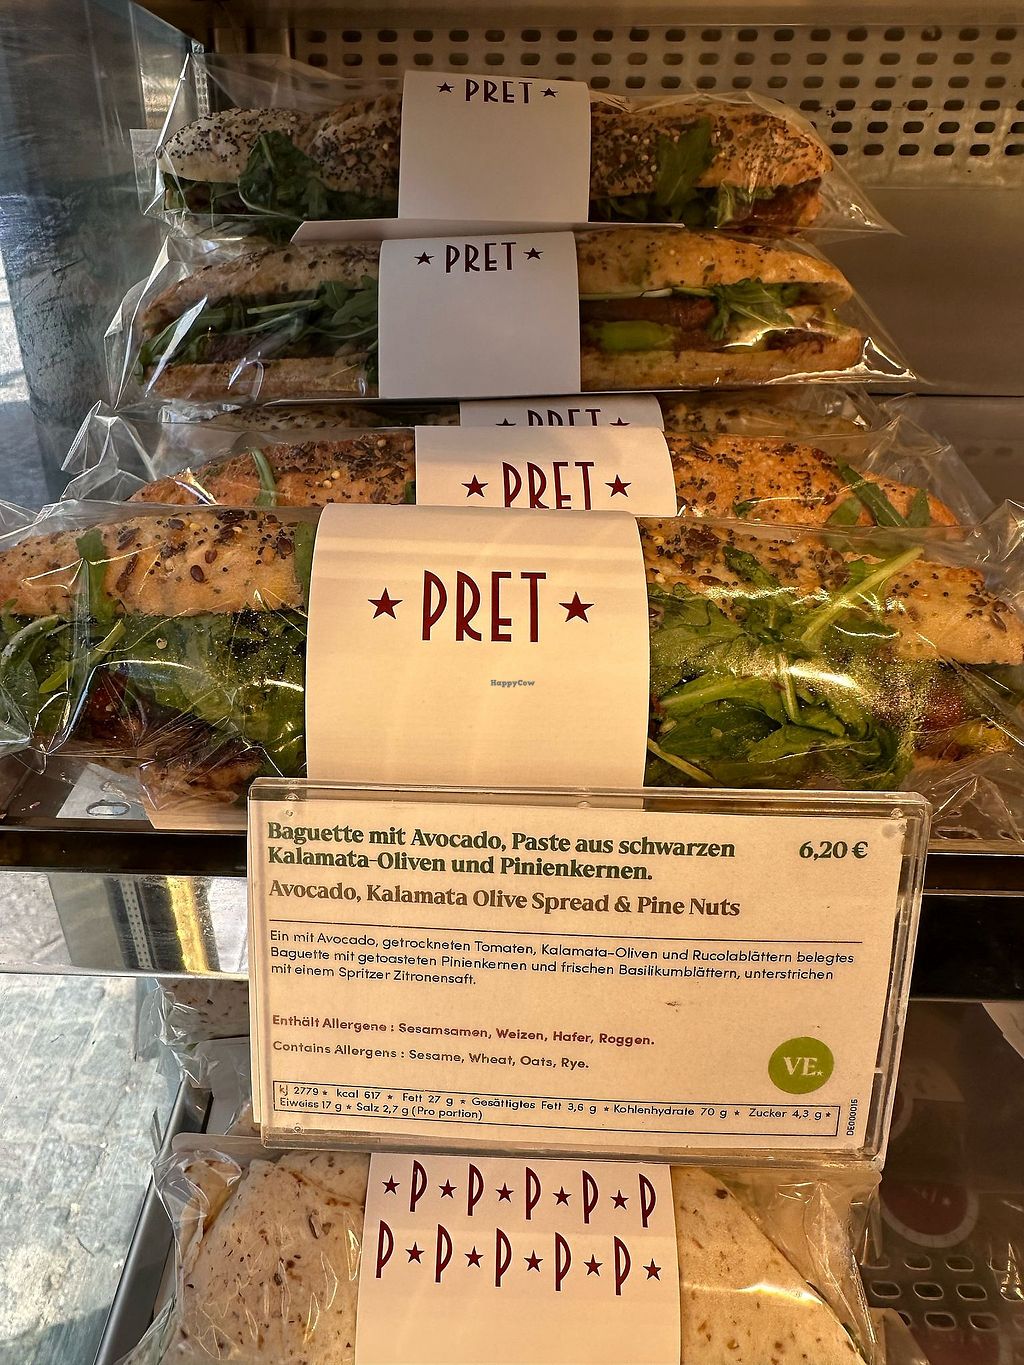 ★ PRET ★
★ PRET ★
★ PRET ★
★ PRET ★
★ PRET ★
HappyCow
Baguette mit Avocado, Paste aus schwarzen 6,20 €
Kalamata-Oliven und Pinienkernen.
Avocado, Kalamata Olive Spread & Pine Nuts
Ein mit Avocado, getrockneten Tomaten, Kalamata-Oliven und Rucolablättern belegtes
Baguette mit getoasteten Pinienkernen und frischen Basilikumblättern, unterstrichen
mit einem Spritzer Zitronensaft.
Enthält Allergene : Sesamsamen, Weizen, Hafer, Roggen.
Contains Allergens : Sesame, Wheat, Oats, Rye.
VE.
kJ 2779 ★ kcal 617 ★ Fett 27 g ★ Gesättigtes Fett 3,6 g ★ Kohlenhydrate 70 g ★ Zucker 4,3 g ★
Eiweiss 17 g ★ Salz 2,7 g (Pro portion)
DE000015
★ P ★ P ★ P ★ P ★ P
P ★ P ★ P ★ P ★ P ★